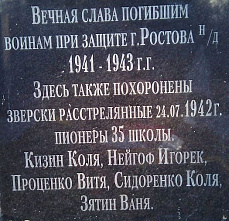 Вечная слава погибшим
воинам при защите г.Ростова н/д
1941-1943 г.г.
Здесь также похоронены
зверски расстрелянные 24.07.1942г.
пионеры 35 школы.
Кизин Коля, Нейгоф Игорек,
Проценко Витя, Сидоренко Коля,
Зятин Ваня.